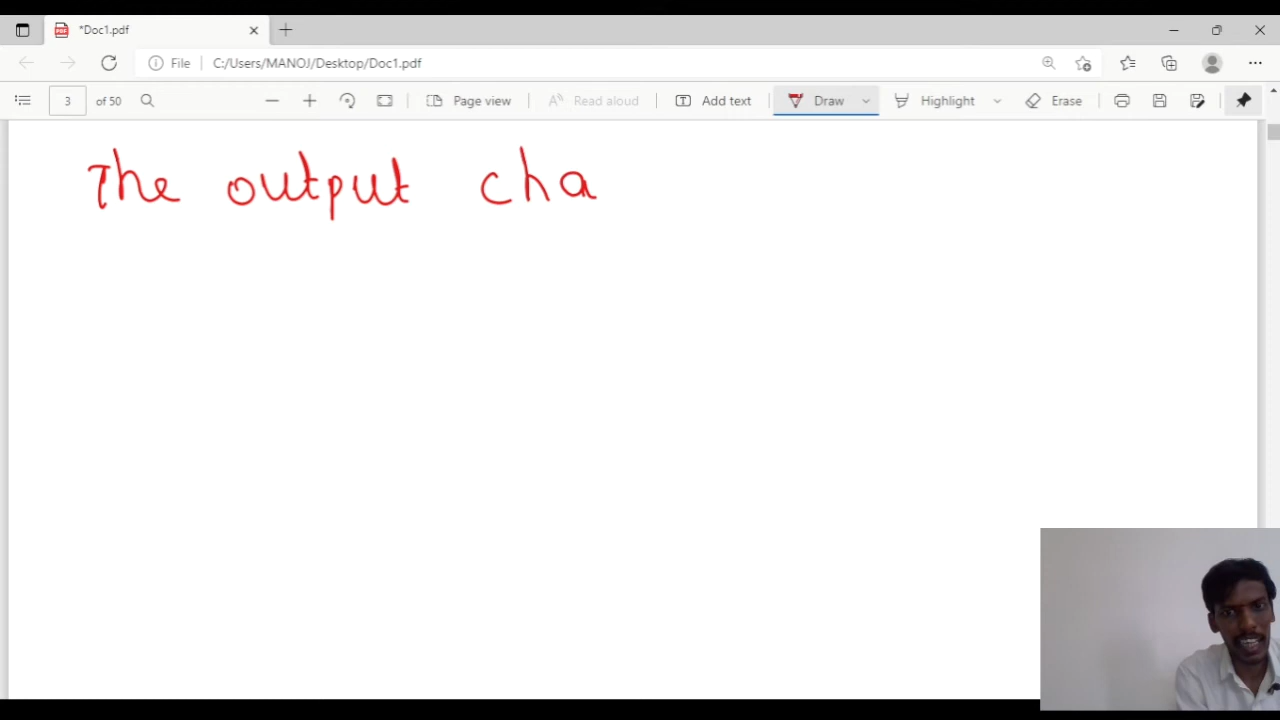 *Doc1.pdf
File C:/Users/MANOJ/Desktop/Doc1.pdf
3 of 50 Page view Read aloud Add text Draw Highlight Erase
The output cha